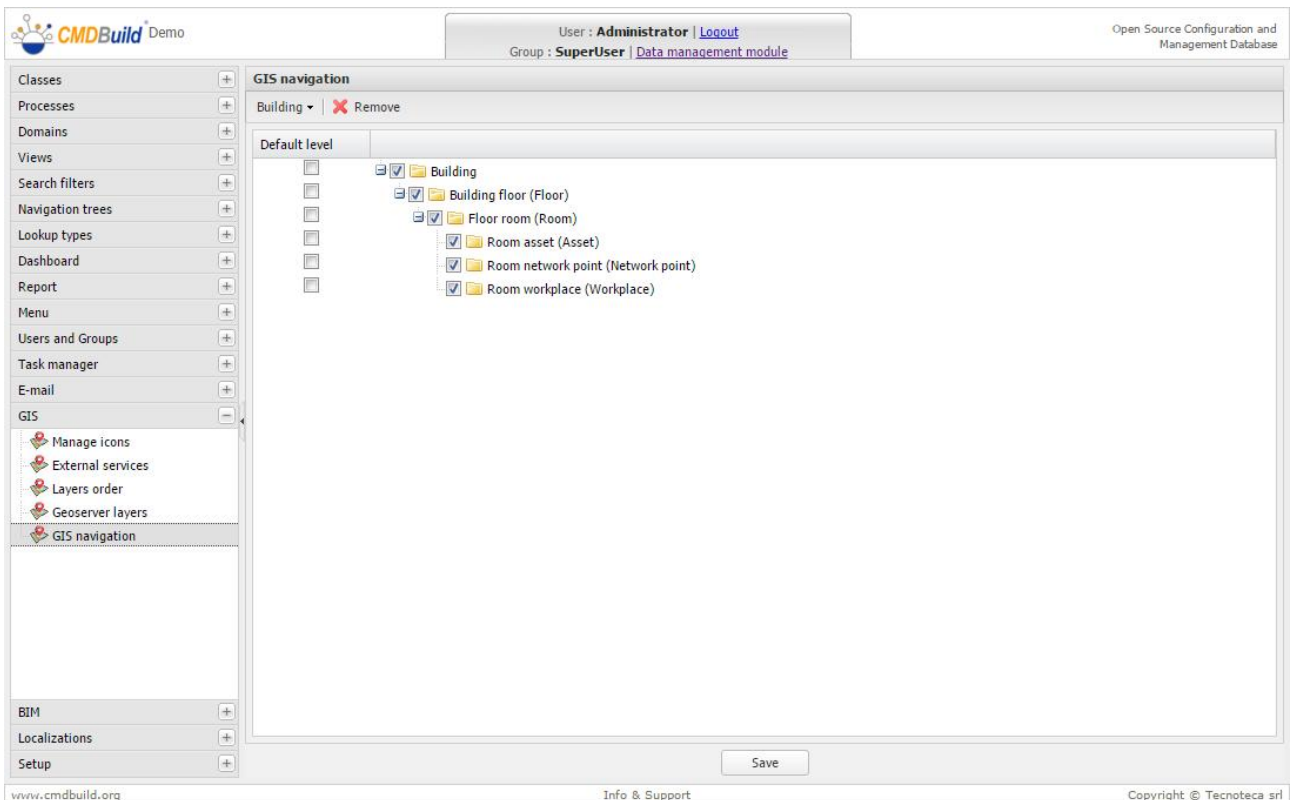 CMDBuild Demo
User : Administrator | Logout
Group : SuperUser | Data management module
Open Source Configuration and
Management Database
Classes
Processes
Domains
Views
Search filters
Navigation trees
Lookup types
Dashboard
Report
Menu
Users and Groups
Task manager
E-mail
GIS
Manage icons
External services
Layers order
Geoserver layers
GIS navigation
BIM
Localizations
Setup
GIS navigation
Building
Remove
Default level
Building
Building floor (Floor)
Floor room (Room)
Room asset (Asset)
Room network point (Network point)
Room workplace (Workplace)
Save
www.cmdbuild.org
Info & Support
Copyright © Tecnoteca srl